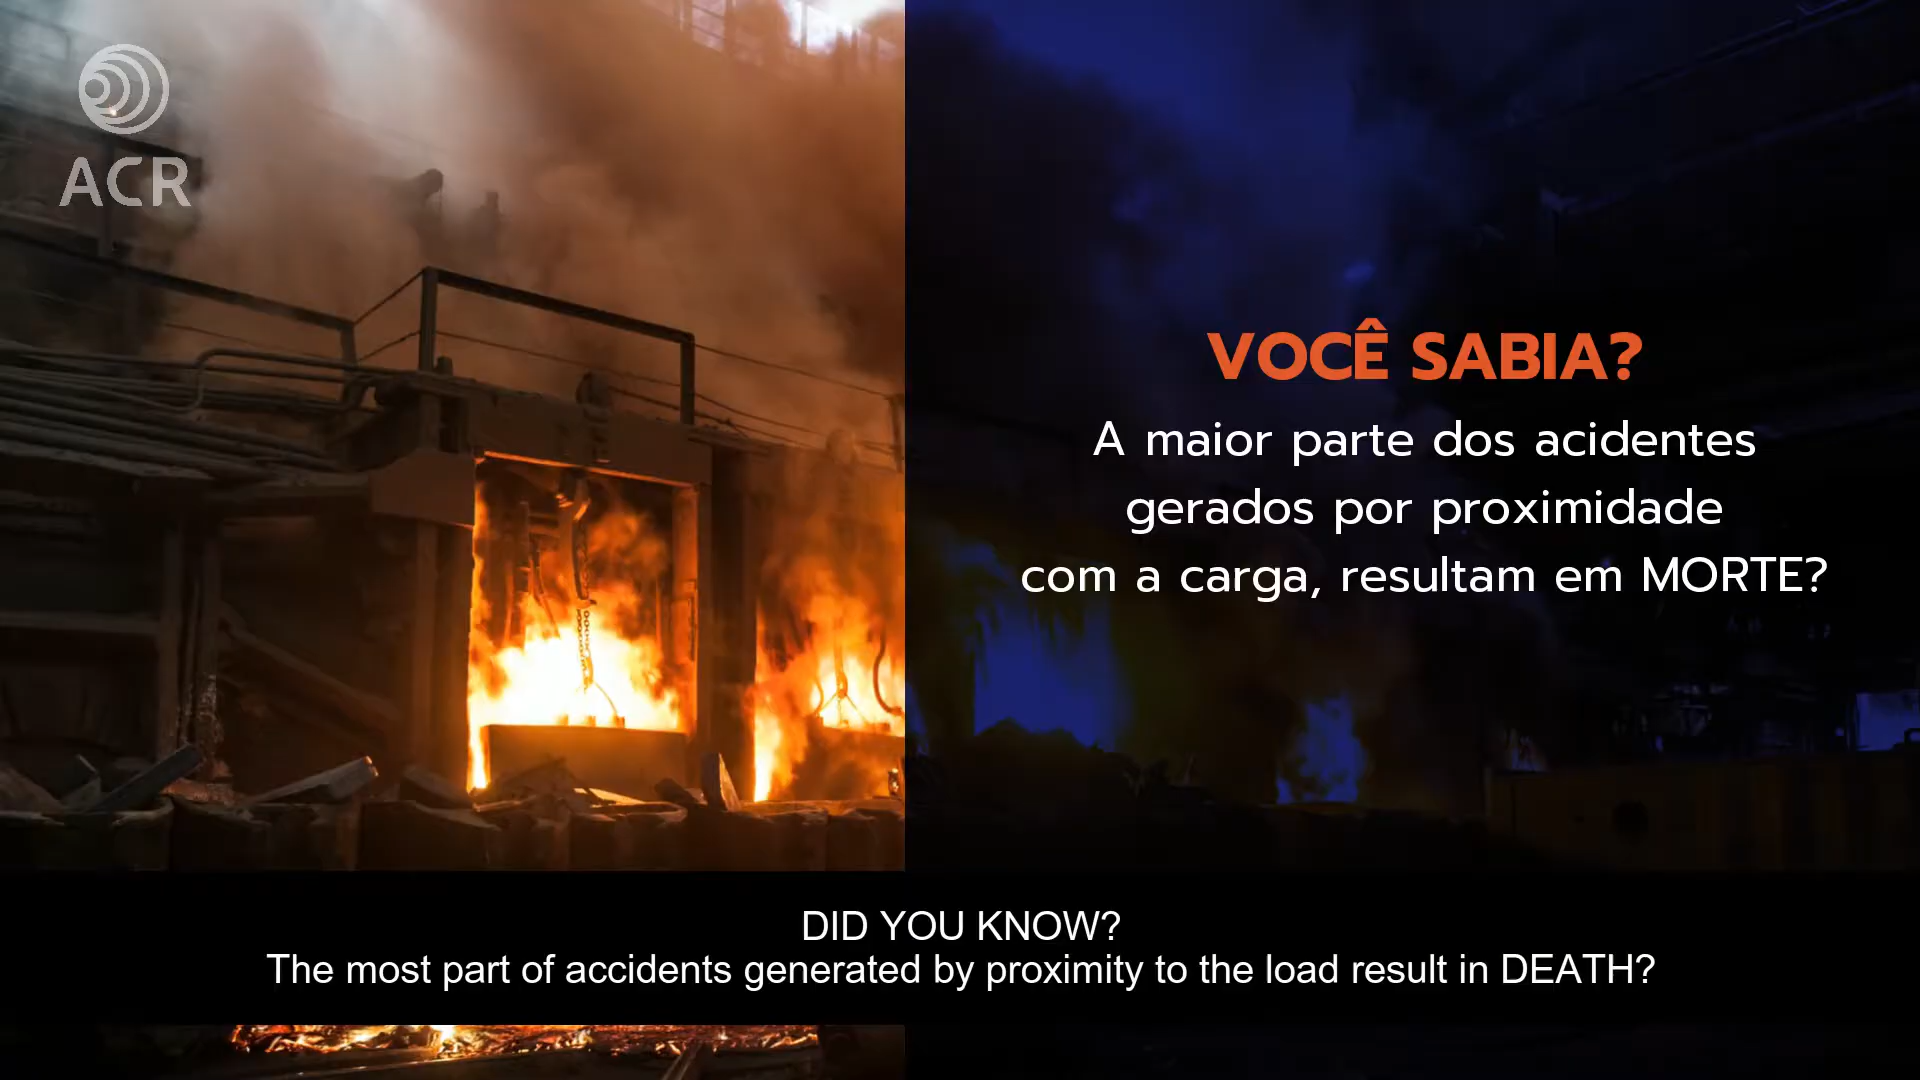 ACR
VOCÊ SABIA?
A maior parte dos acidentes
gerados por proximidade
com a carga, resultam em MORTE?
DID YOU KNOW?
The most part of accidents generated by proximity to the load result in DEATH?